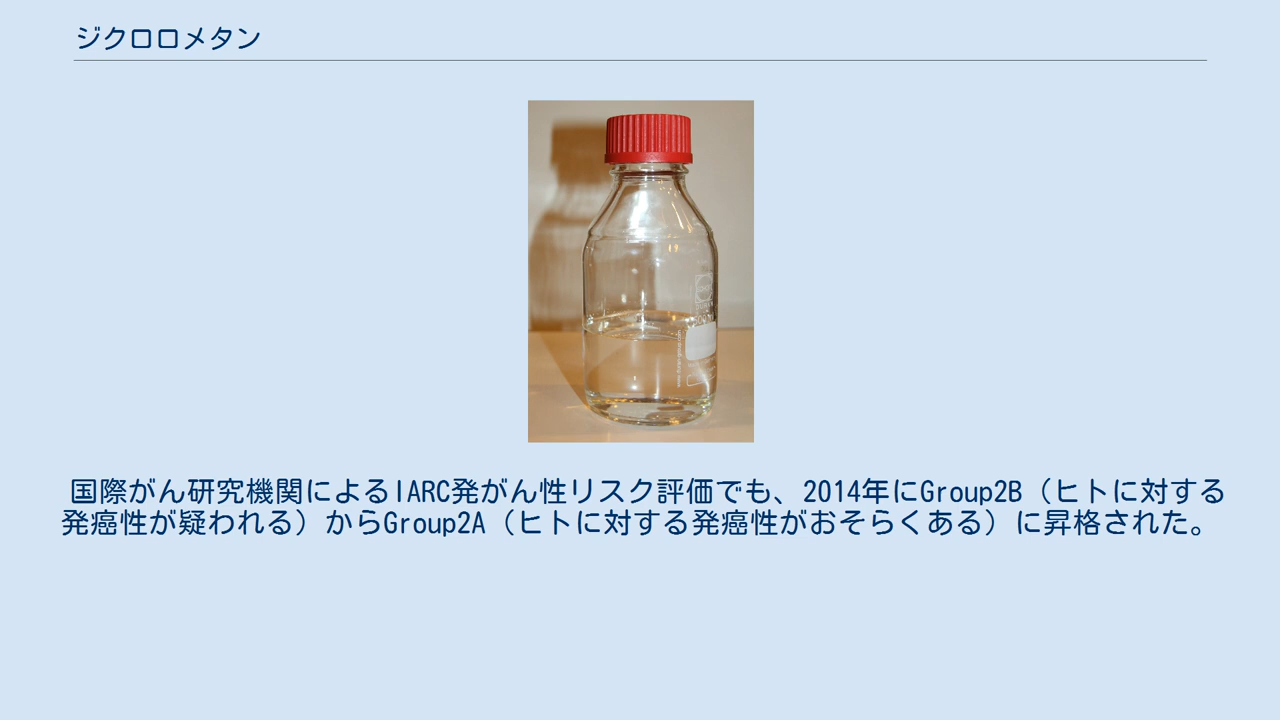 ジクロロメタン
国際がん研究機関によるIARC発がん性リスク評価でも、2014年にGroup2B（ヒトに対する
発癌性が疑われる）からGroup2A（ヒトに対する発癌性がおそらくある）に昇格された。